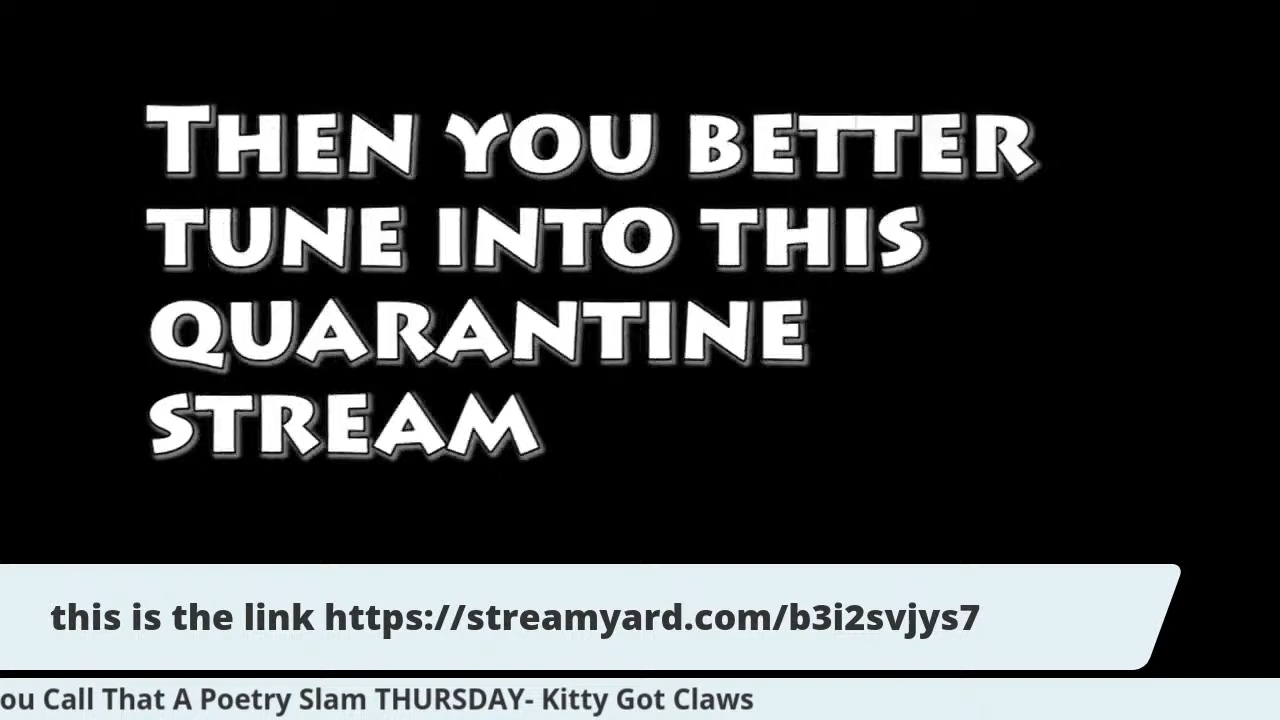 Then you better
tune into this
quarantine
stream
this is the link https://streamyard.com/b3i2svjys7
ou Call That A Poetry Slam THURSDAY- Kitty Got Claws